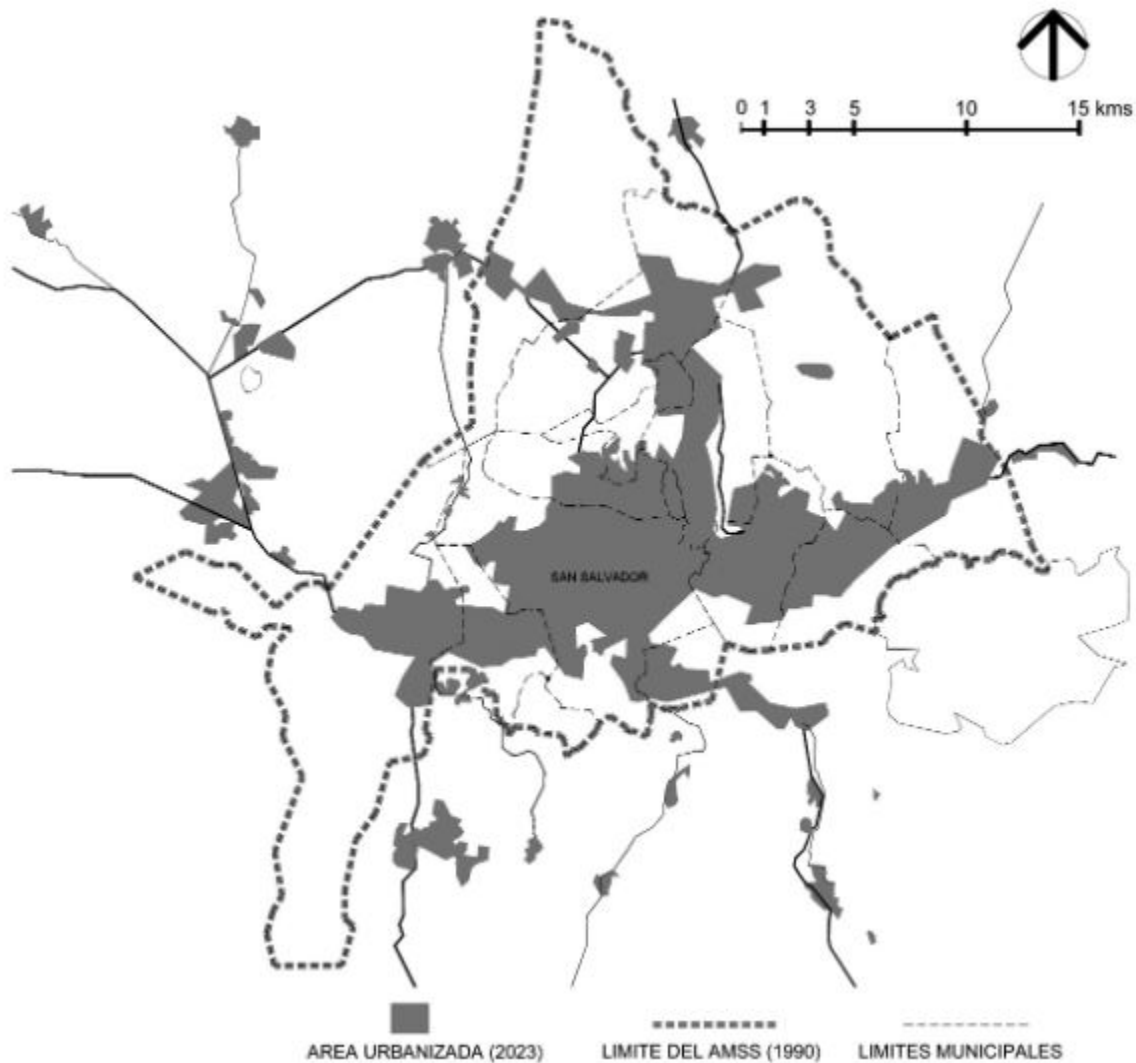 0 1 3 5 10 15 kms
SAN SALVADOR
AREA URBANIZADA (2023) LIMITE DEL AMSS (1990) LIMITES MUNICIPALES